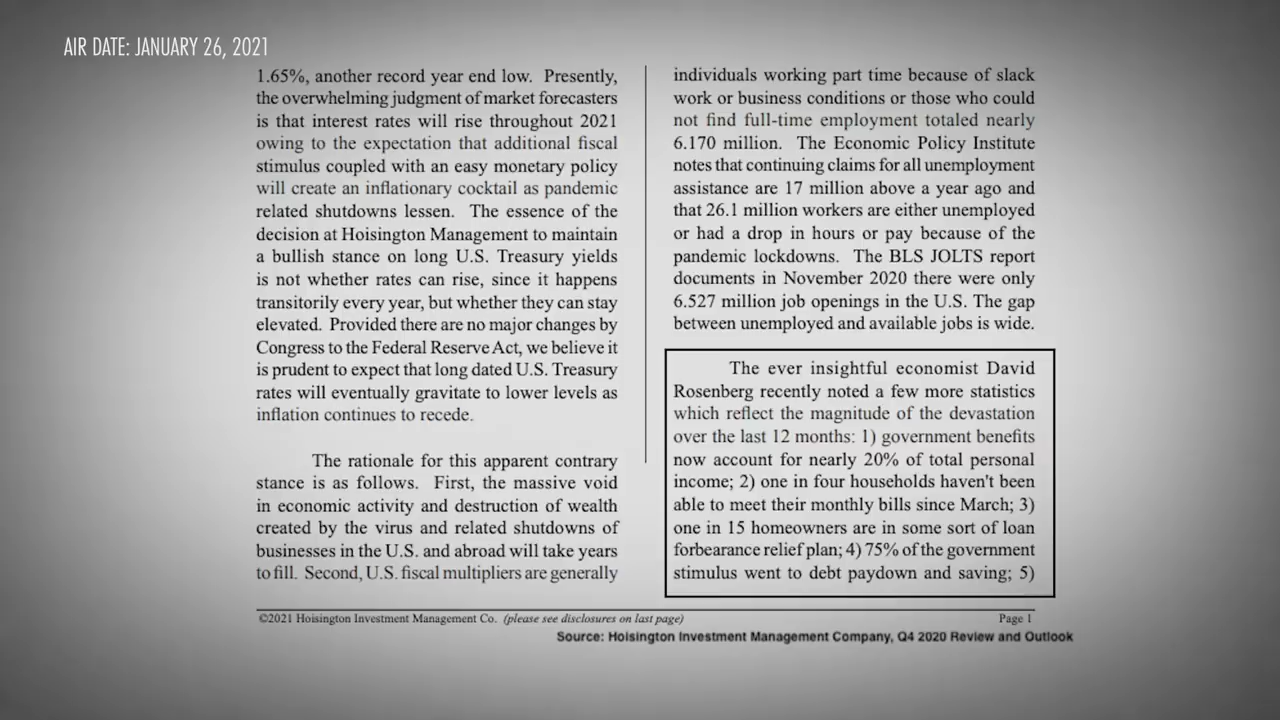 AIR DATE: JANUARY 26, 2021
1.65%, another record year end low. Presently,
the overwhelming judgment of market forecasters
is that interest rates will rise throughout 2021
owing to the expectation that additional fiscal
stimulus coupled with an easy monetary policy
will create an inflationary cocktail as pandemic
related shutdowns lessen. The essence of the
decision at Hoisington Management to maintain
a bullish stance on long U.S. Treasury yields
is not whether rates can rise, since it happens
transitorily every year, but whether they can stay
elevated. Provided there are no major changes by
Congress to the Federal Reserve Act, we believe it
is prudent to expect that long dated U.S. Treasury
rates will eventually gravitate to lower levels as
inflation continues to recede.
The rationale for this apparent contrary
stance is as follows. First, the massive void
in economic activity and destruction of wealth
created by the virus and related shutdowns of
businesses in the U.S. and abroad will take years
to fill. Second, U.S. fiscal multipliers are generally
individuals working part time because of slack
work or business conditions or those who could
not find full-time employment totaled nearly
6.170 million. The Economic Policy Institute
notes that continuing claims for all unemployment
assistance are 17 million above a year ago and
that 26.1 million workers are either unemployed
or had a drop in hours or pay because of the
pandemic lockdowns. The BLS JOLTS report
documents in November 2020 there were only
6.527 million job openings in the U.S. The gap
between unemployed and available jobs is wide.
The ever insightful economist David
Rosenberg recently noted a few more statistics
which reflect the magnitude of the devastation
over the last 12 months: 1) government benefits
now account for nearly 20% of total personal
income; 2) one in four households haven't been
able to meet their monthly bills since March; 3)
one in 15 homeowners are in some sort of loan
forbearance relief plan; 4) 75% of the government
stimulus went to debt paydown and saving; 5)
©2021 Hoisington Investment Management Co. (please see disclosures on last page)
Page 1
Source: Hoisington Investment Management Company, Q4 2020 Review and Outlook